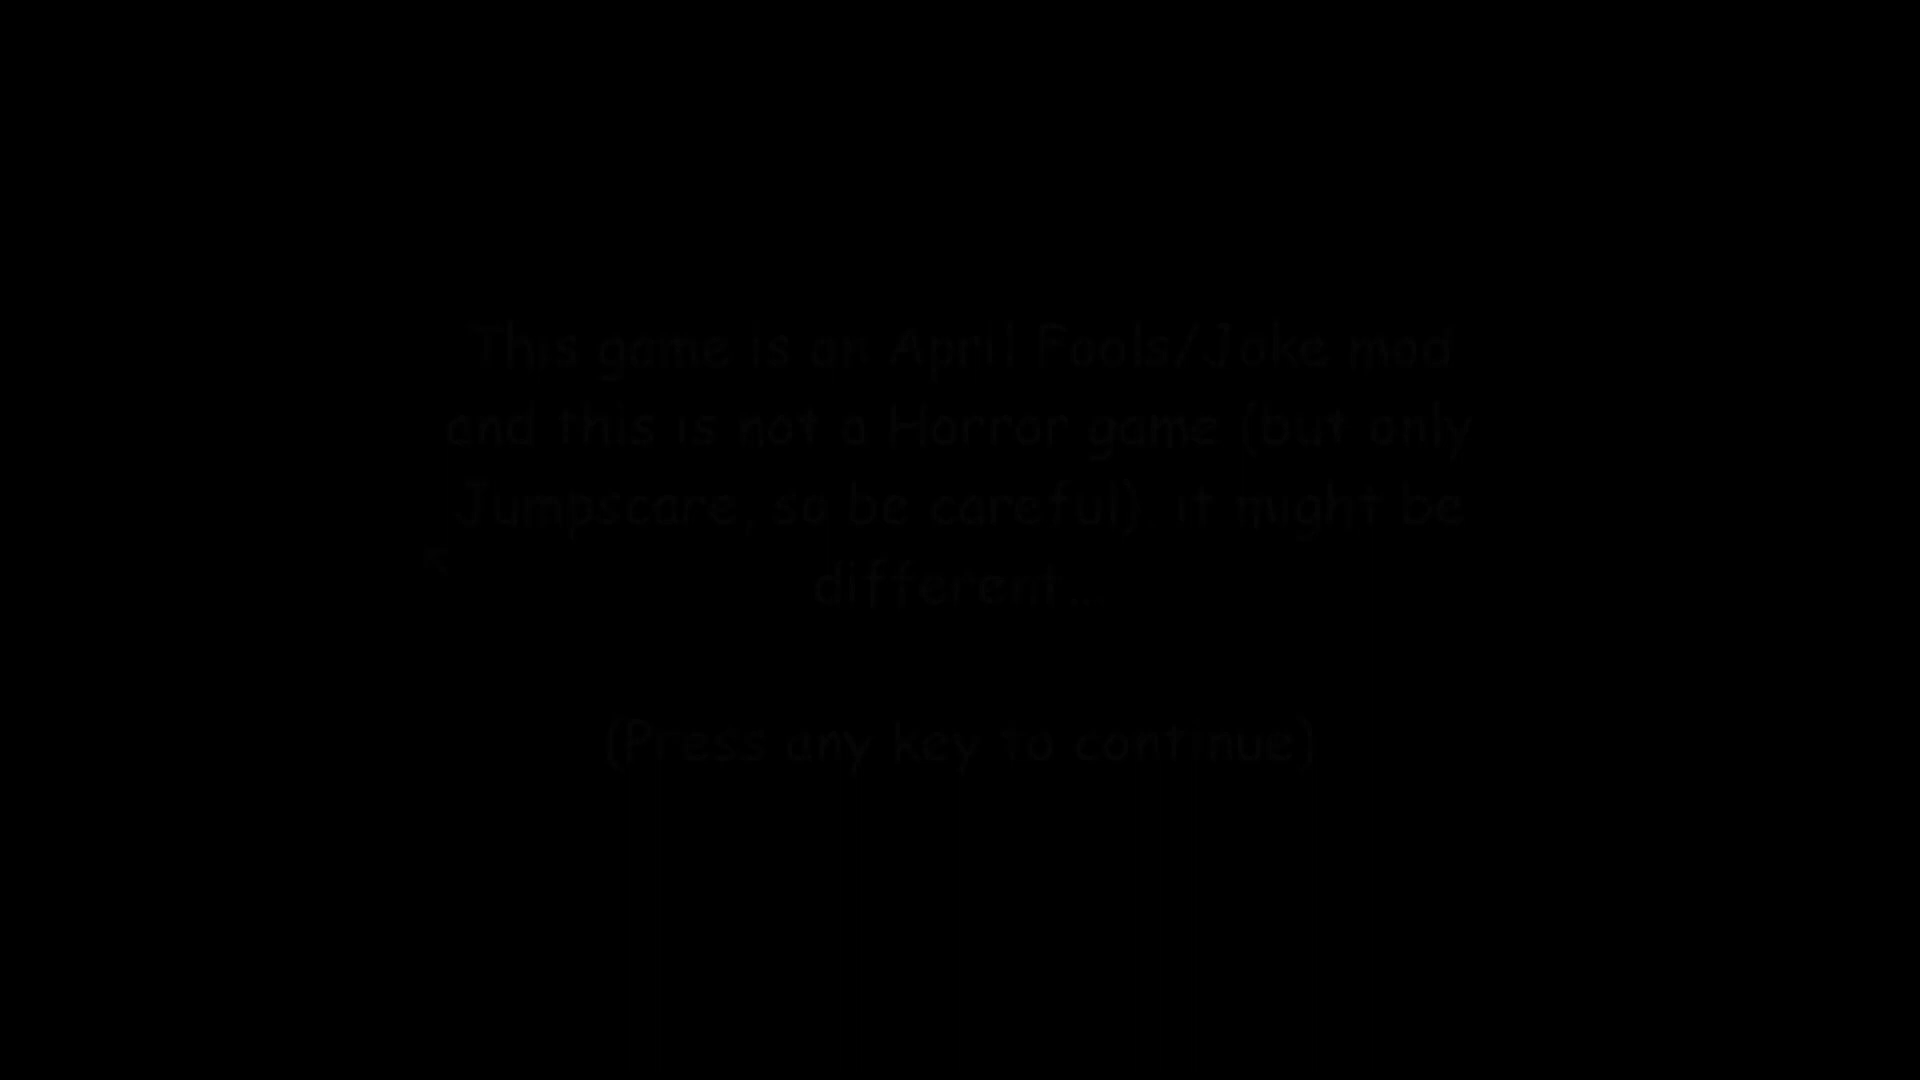 This game is an April Fools/Joke mod
and this is not a Horror game (but only
Jumpscare, so be careful), it might be
different...
(Press any key to continue)